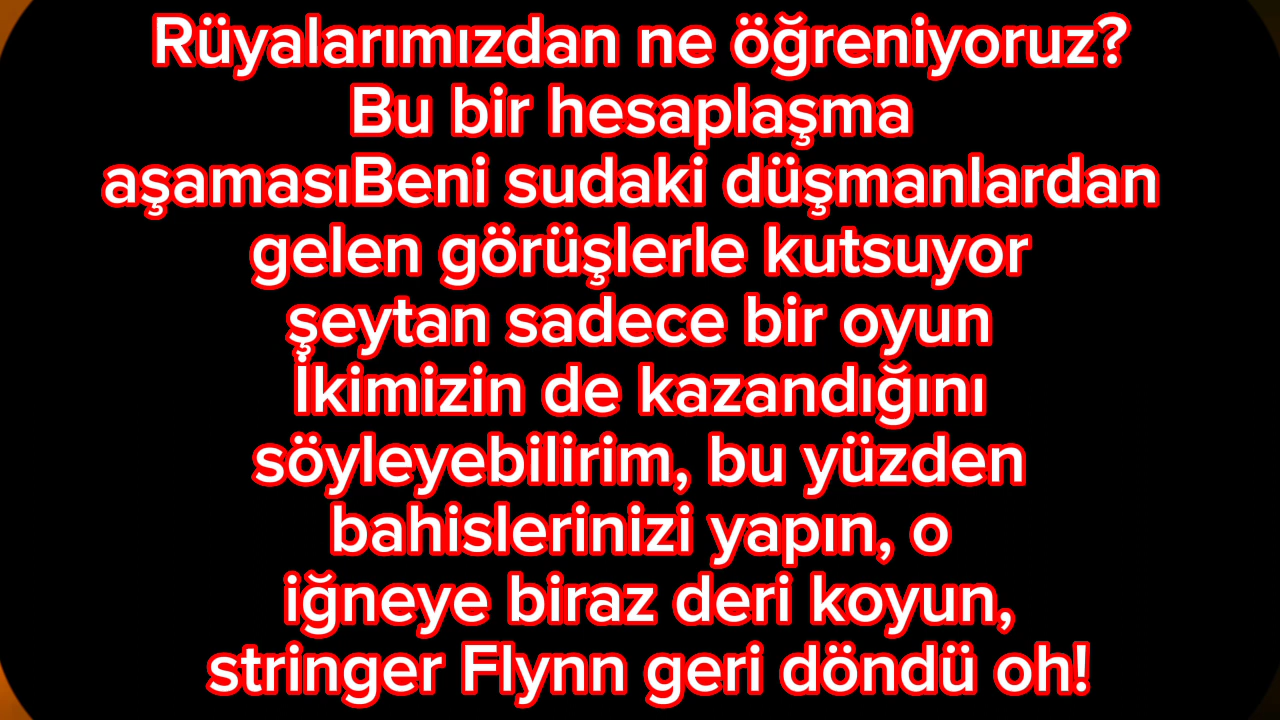 Rüyalarımızdan ne öğreniyoruz?
Bu bir hesaplaşma
aşamasıBeni sudaki düşmanlardan
gelen görüşlerle kutsuyor
şeytan sadece bir oyun
İkimizin de kazandığını
söyleyebilirim, bu yüzden
bahislerinizi yapın, o
iğneye biraz deri koyun,
stringer Flynn geri döndü oh!